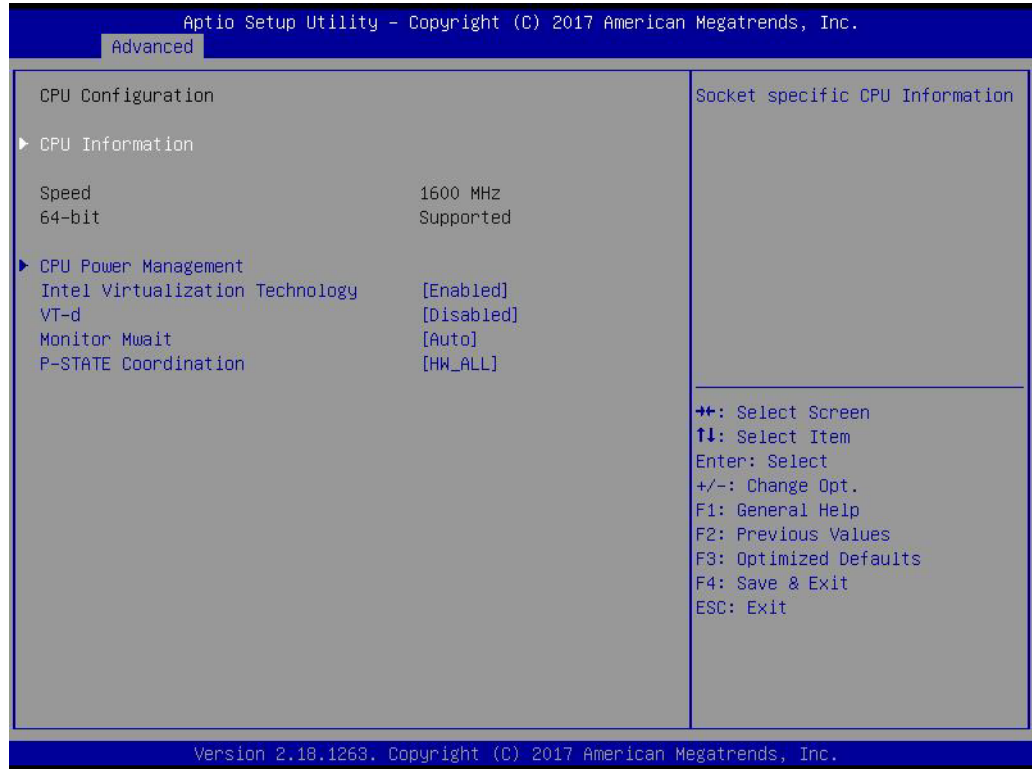 Aptio Setup Utility – Copyright (C) 2017 American Megatrends, Inc.
Advanced
CPU Configuration
CPU Information
Speed 1600 MHz
64-bit Supported
CPU Power Management
Intel Virtualization Technology [Enabled]
VT-d [Disabled]
Monitor Mwait [Auto]
P-STATE Coordination [HW_ALL]
Socket specific CPU Information
→←: Select Screen
↑↓: Select Item
Enter: Select
+/-: Change Opt.
F1: General Help
F2: Previous Values
F3: Optimized Defaults
F4: Save & Exit
ESC: Exit
Version 2.18.1263. Copyright (C) 2017 American Megatrends, Inc.